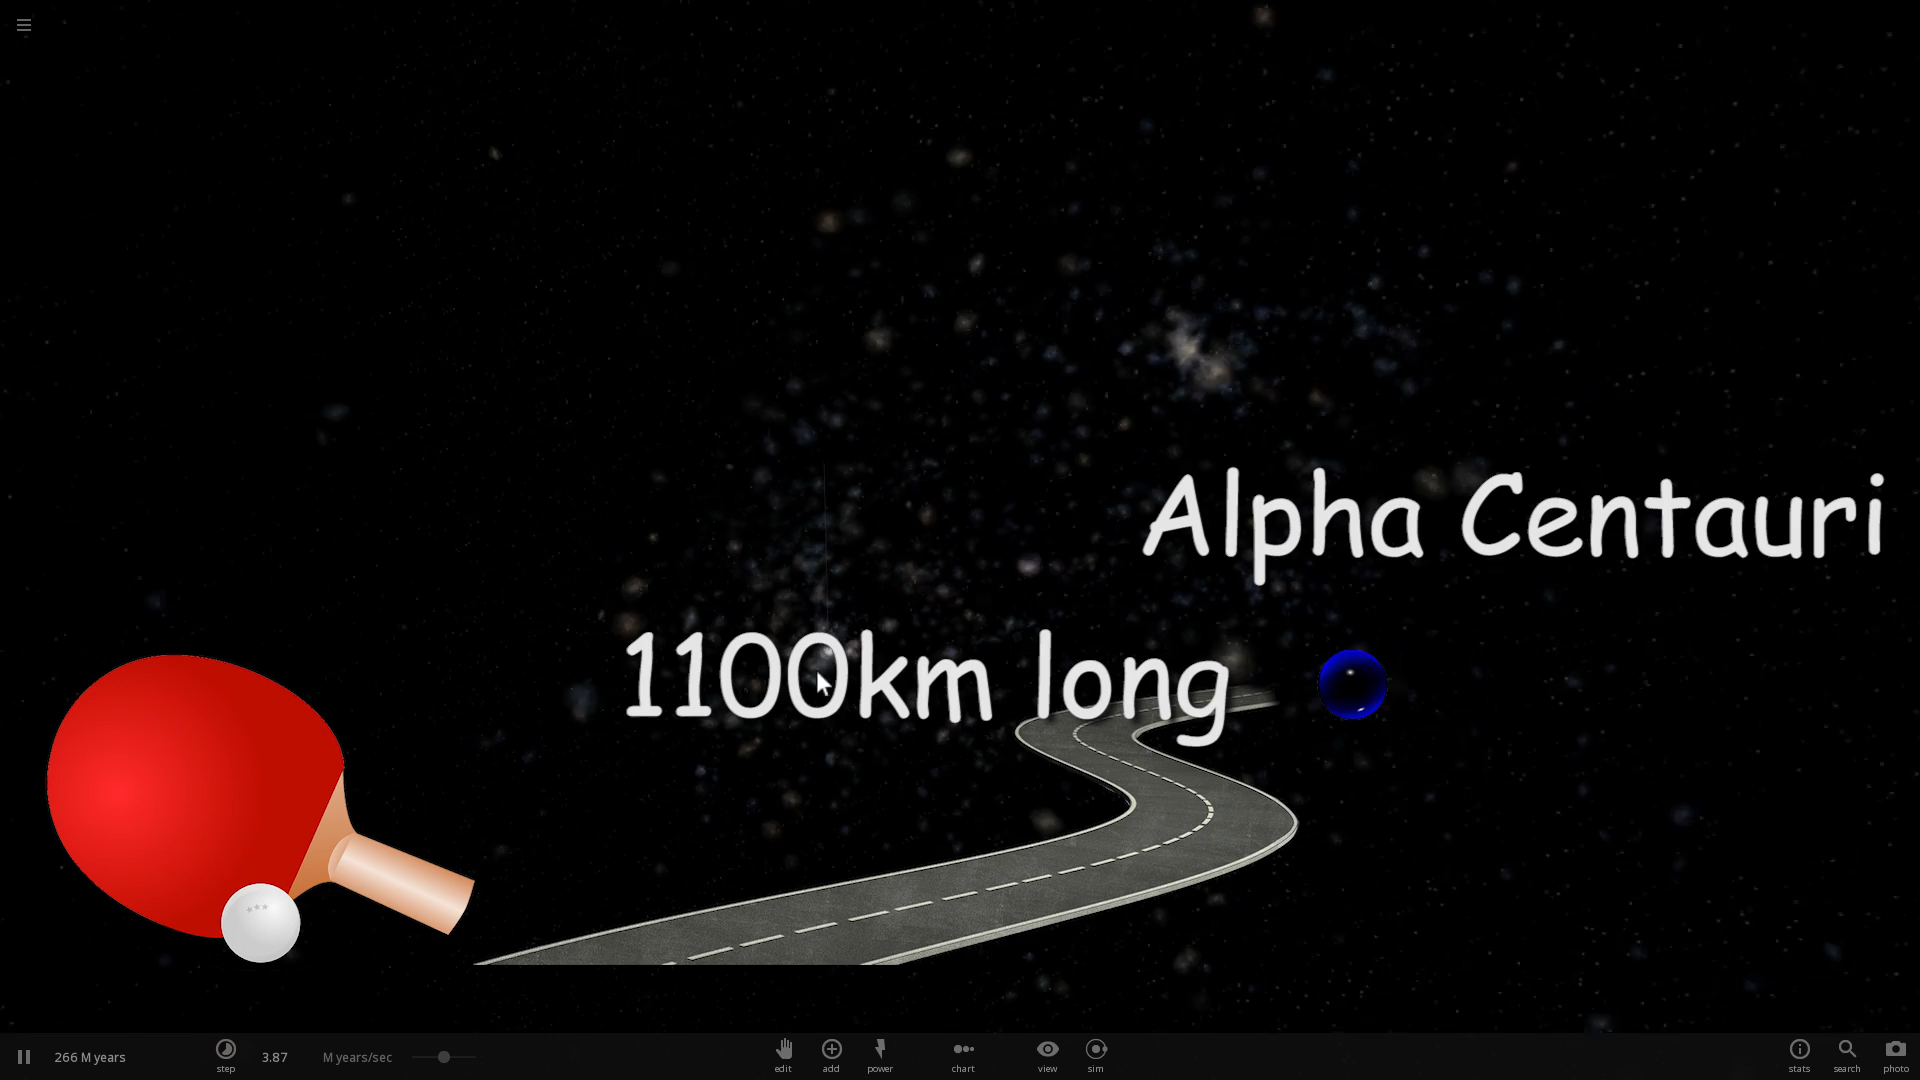 Alpha Centauri
1100km long
266 M years
step
3.87
M years/sec
edit
add
power
chart
view
sim
stats
search
photo